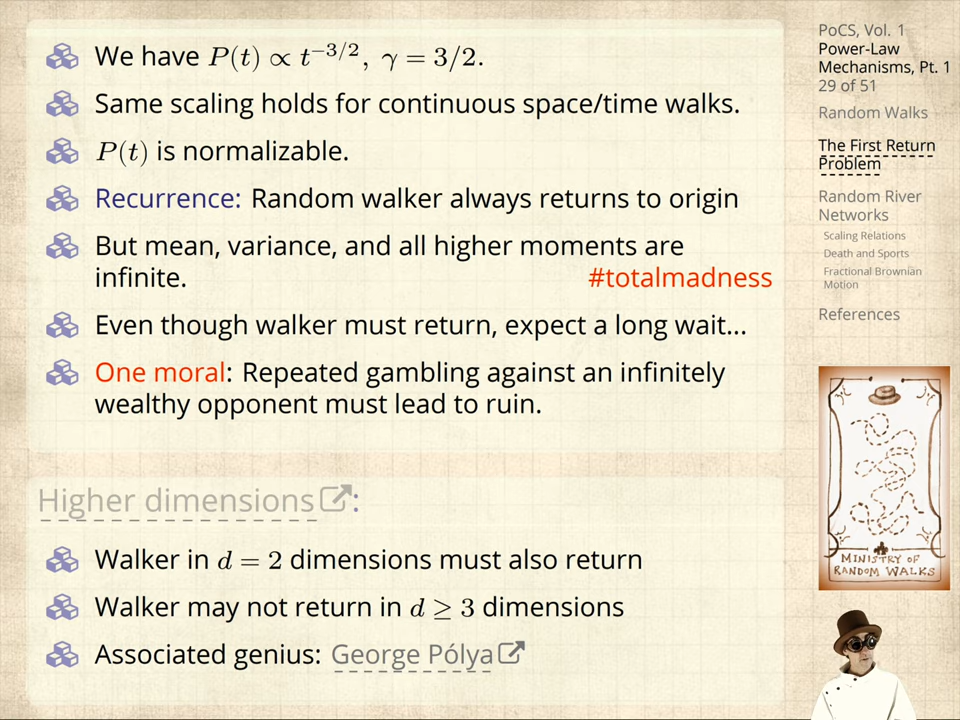 We have P(t) ∝ t^{-3/2}, γ = 3/2.
Same scaling holds for continuous space/time walks.
P(t) is normalizable.
Recurrence: Random walker always returns to origin
But mean, variance, and all higher moments are
infinite. #totalmadness
Even though walker must return, expect a long wait...
One moral: Repeated gambling against an infinitely
wealthy opponent must lead to ruin.
Higher dimensions:
Walker in d = 2 dimensions must also return
Walker may not return in d ≥ 3 dimensions
Associated genius: George Pólya
PoCS, Vol. 1
Power-Law
Mechanisms, Pt. 1
29 of 51
Random Walks
The First Return
Problem
Random River
Networks
Scaling Relations
Death and Sports
Fractional Brownian
Motion
References
MINISTRY OF
RANDOM WALKS